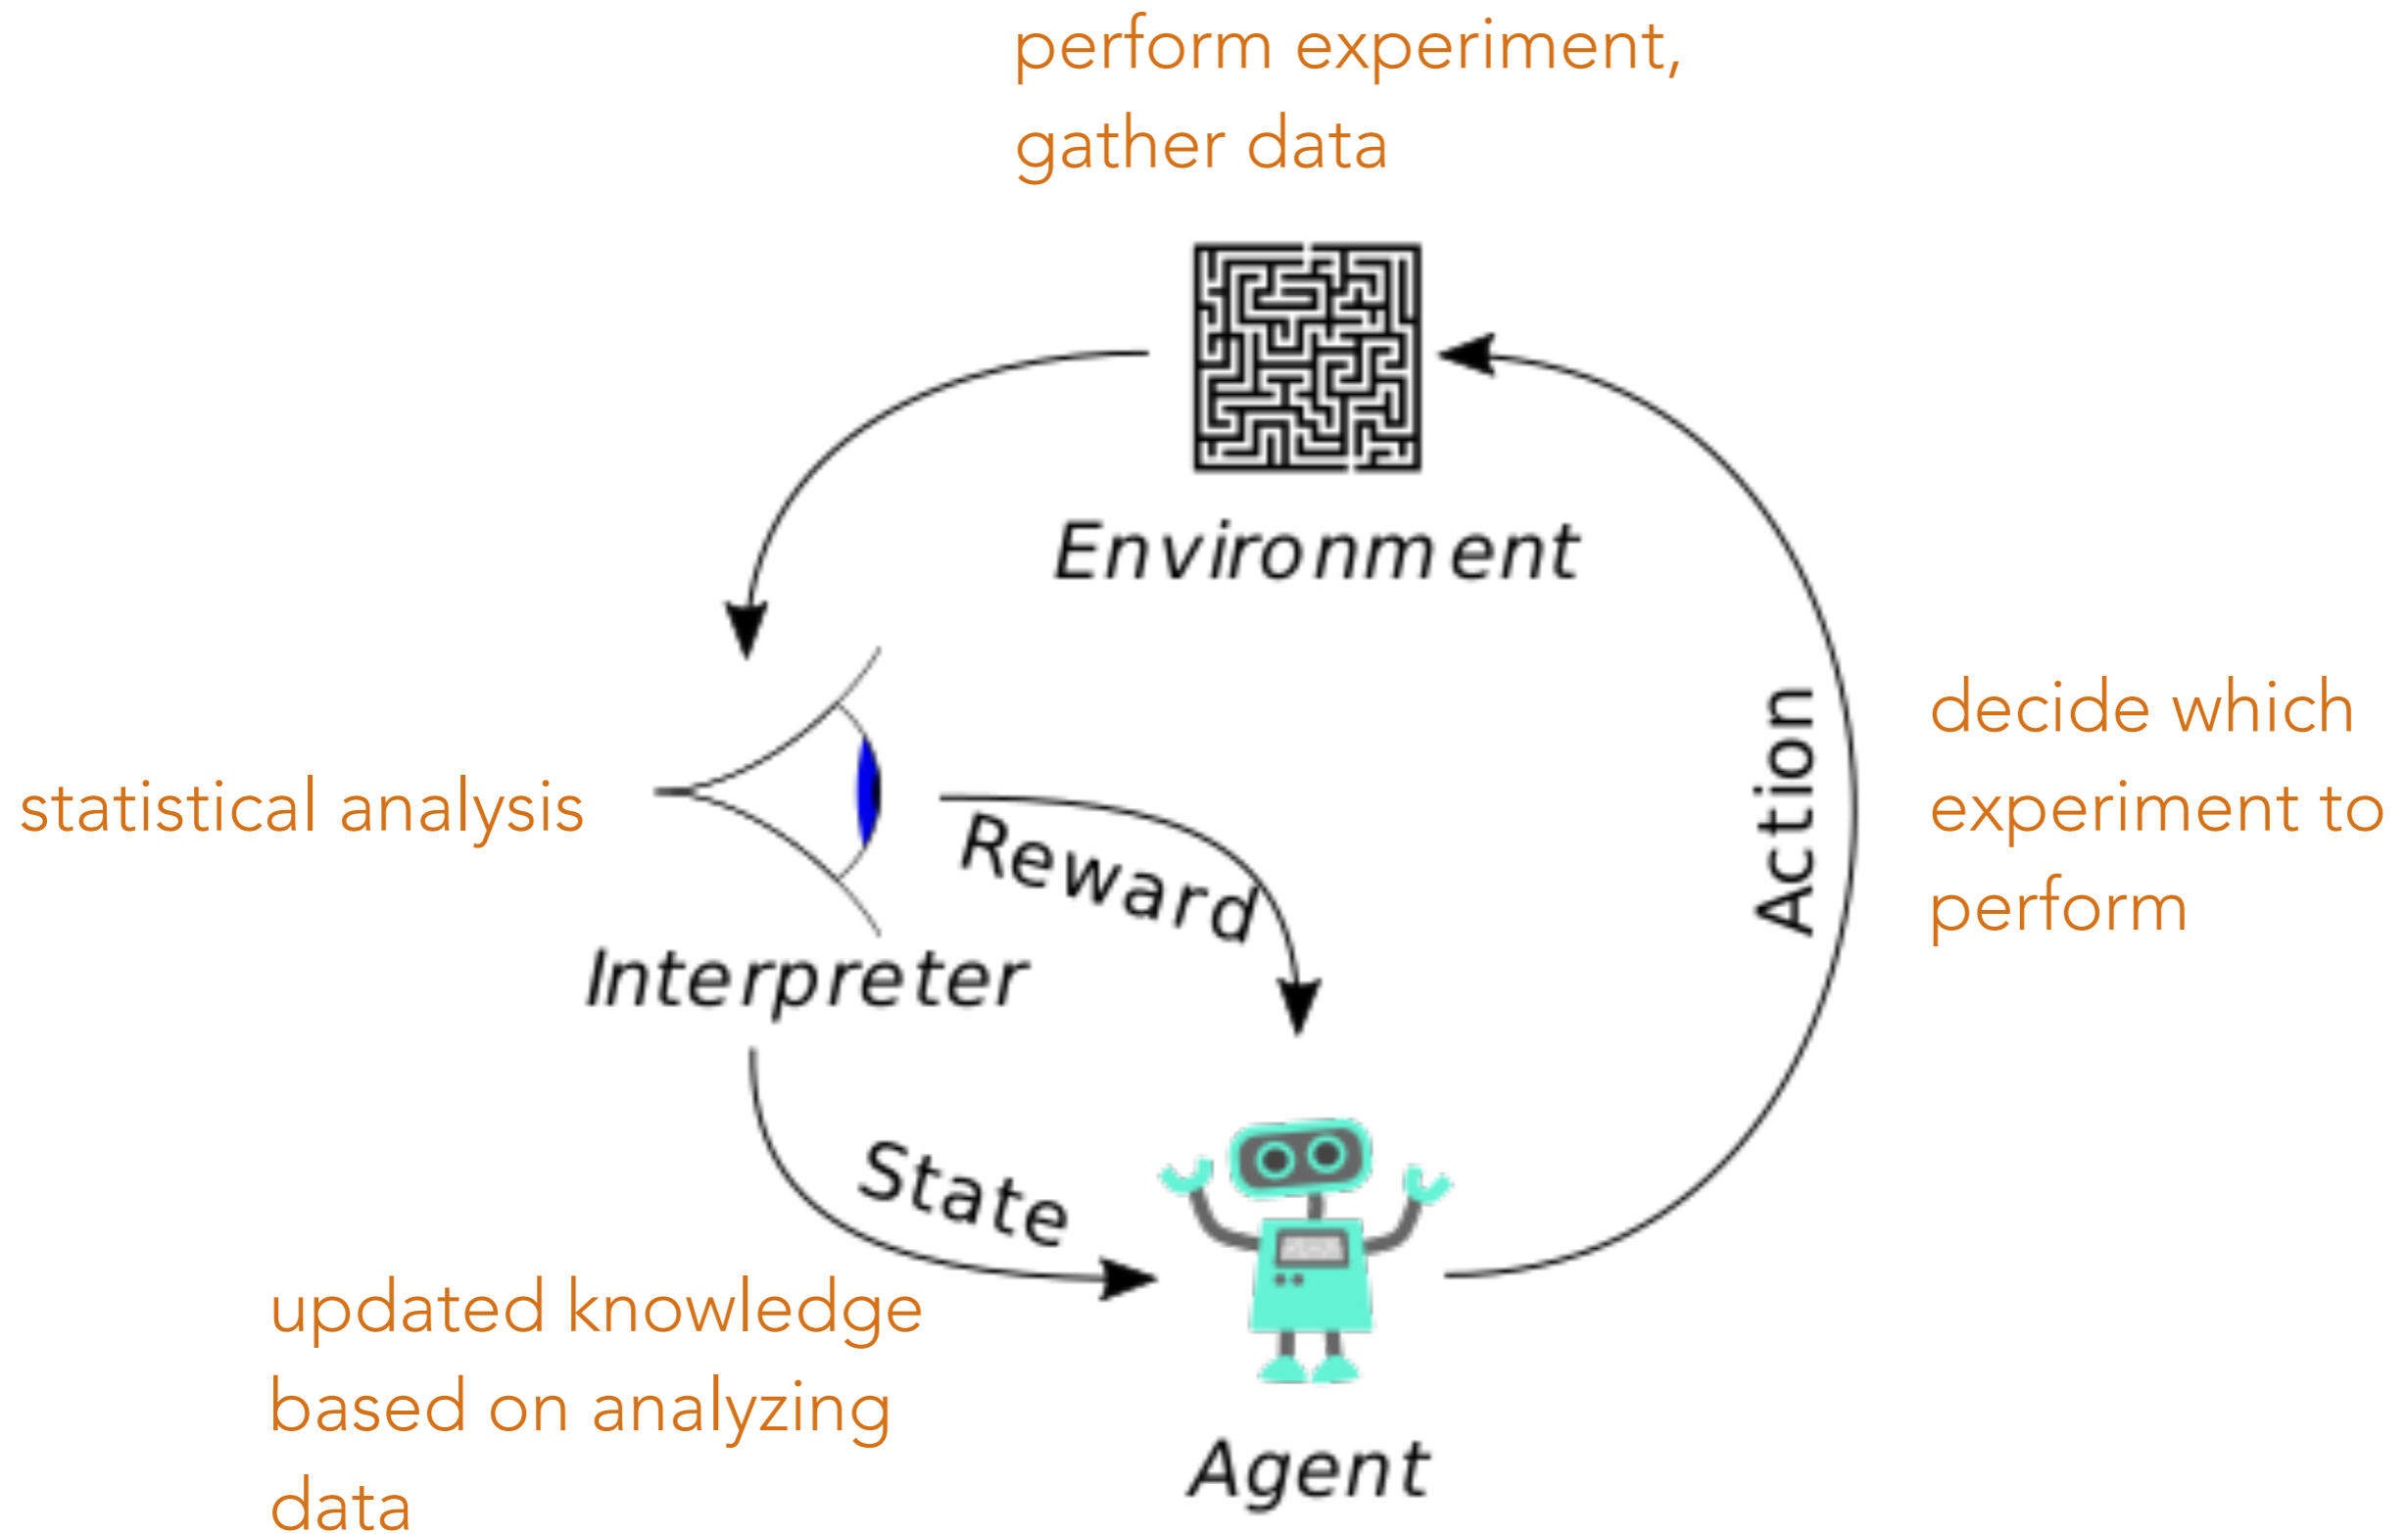 perform experiment,
gather data
Environment
Action
decide which
experiment to
perform
statistical analysis
Reward
Interpreter
State
updated knowledge
based on analyzing
data
Agent